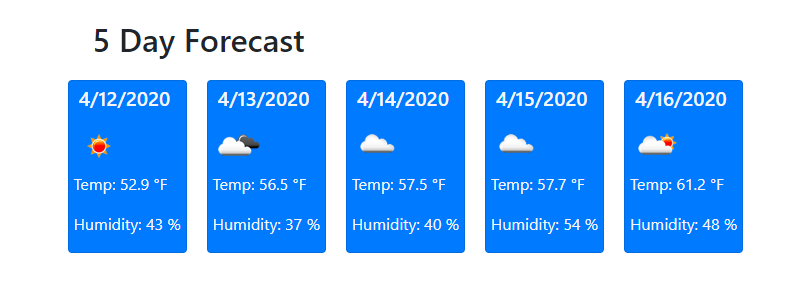 5 Day Forecast
4/12/2020
Temp: 52.9 °F
Humidity: 43 %
4/13/2020
Temp: 56.5 °F
Humidity: 37 %
4/14/2020
Temp: 57.5 °F
Humidity: 40 %
4/15/2020
Temp: 57.7 °F
Humidity: 54 %
4/16/2020
Temp: 61.2 °F
Humidity: 48 %